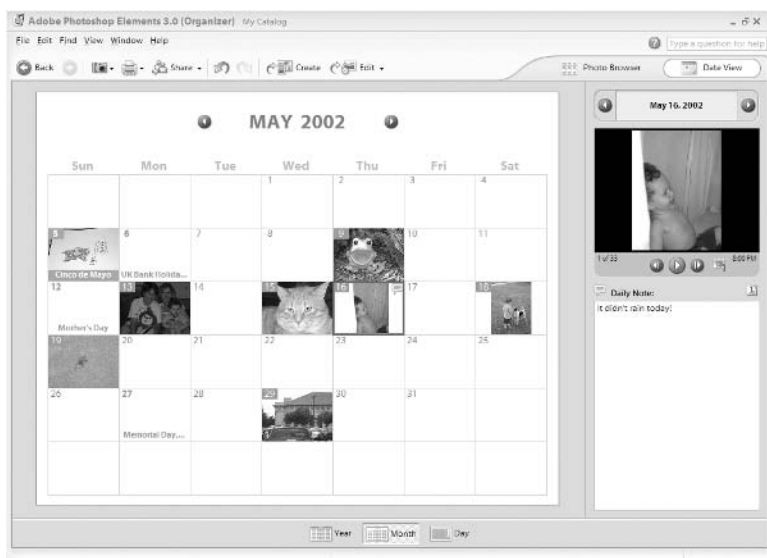 Adobe Photoshop Elements 3.0 (Organizer) My Catalog
File Edit Find View Window Help
Type a question for help
Back Share Create Edit Photo Browser Date View
MAY 2002
May 16, 2002
Sun Mon Tue Wed Thu Fri Sat
1 2 3 4
5 6 7 8 9 10 11
Cinco de Mayo UK Bank Holida...
1 of 33 8:00 PM
12 13 14 15 16 17 18
Mother's Day
Daily Note:
It didn't rain today!
19 20 21 22 23 24 25
26 27 28 29 30 31
Memorial Day,...
Year Month Day